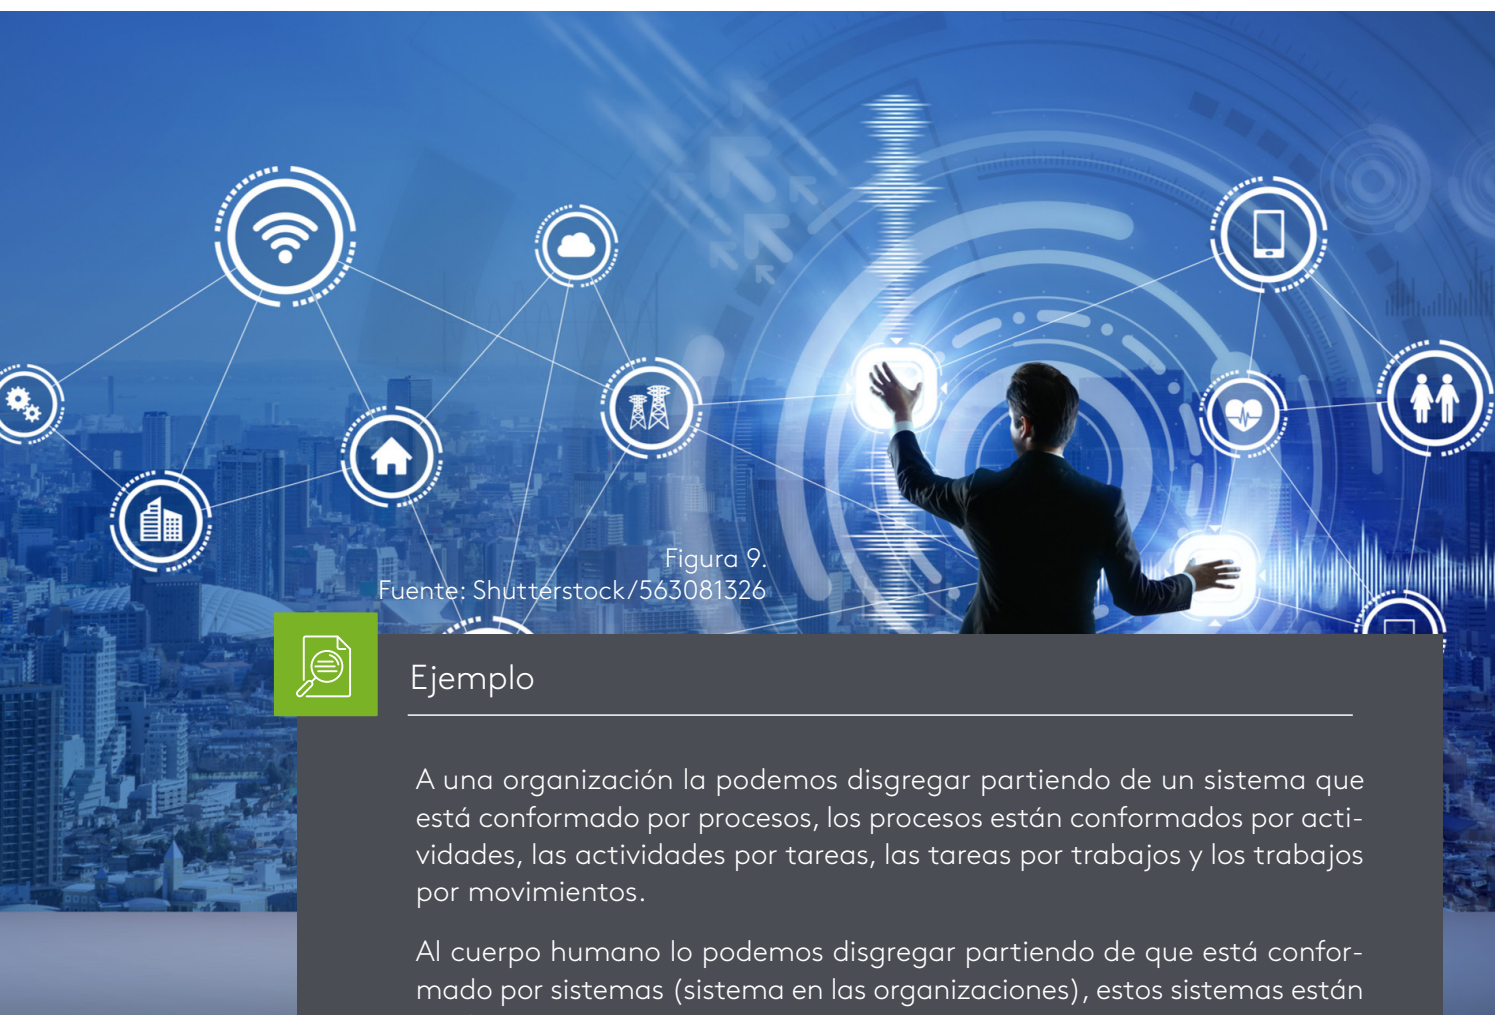 Figura 9.
Fuente: Shutterstock/563081326
Ejemplo
A una organización la podemos disgregar partiendo de un sistema que
está conformado por procesos, los procesos están conformados por acti-
vidades, las actividades por tareas, las tareas por trabajos y los trabajos
por movimientos.
Al cuerpo humano lo podemos disgregar partiendo de que está confor-
mado por sistemas (sistema en las organizaciones), estos sistemas están